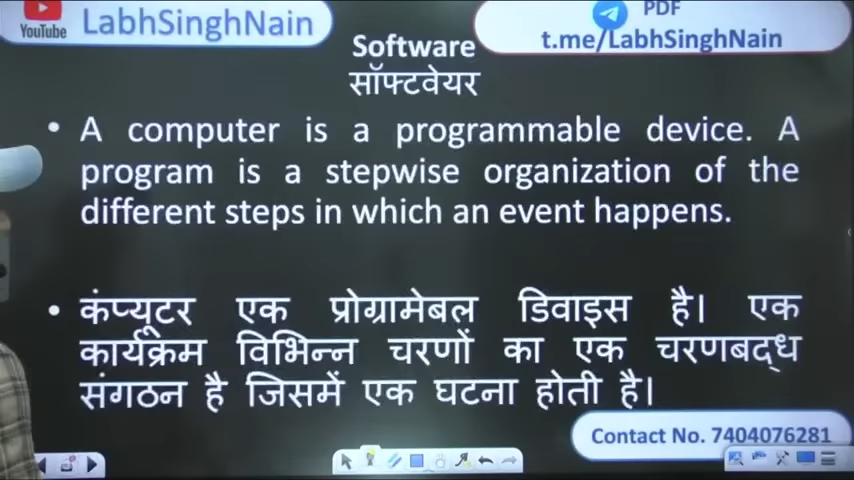 YouTube
LabhSinghNain
PDF
t.me/LabhSinghNain
Software
सॉफ्टवेयर
• A computer is a programmable device. A
program is a stepwise organization of the
different steps in which an event happens.
• कंप्यूटर एक प्रोग्रामेबल डिवाइस है। एक
कार्यक्रम विभिन्न चरणों का एक चरणबद्ध
संगठन है जिसमें एक घटना होती है।
Contact No. 7404076281